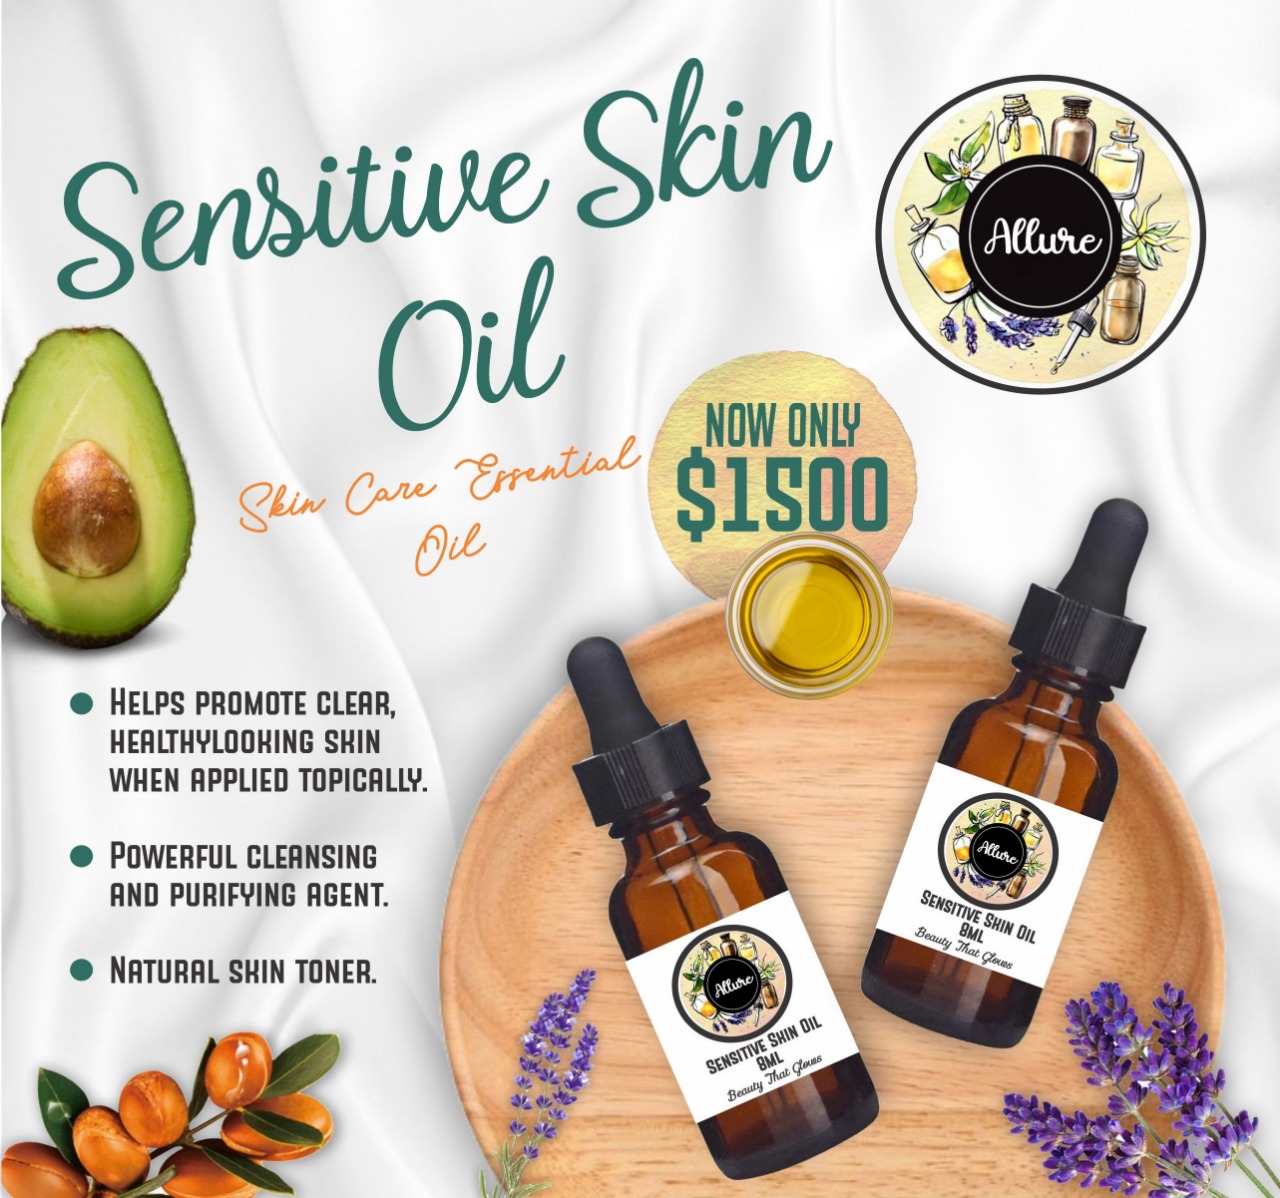 Sensitive Skin
Oil
Allure
Skin Care Essential
Oil
NOW ONLY
$1500
HELPS PROMOTE CLEAR,
HEALTHYLOOKING SKIN
WHEN APPLIED TOPICALLY.
POWERFUL CLEANSING
AND PURIFYING AGENT.
NATURAL SKIN TONER.
Allure
SENSITIVE SKIN OIL
8ML
Beauty That Glows
Allure
SENSITIVE SKIN OIL
8ML
Beauty That Glows